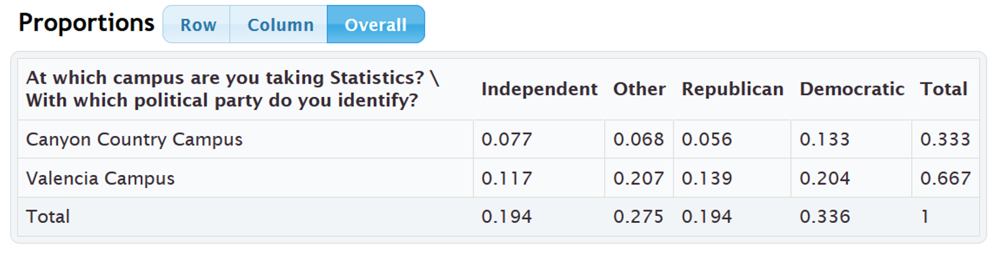 Proportions Row Column Overall
At which campus are you taking Statistics? \
With which political party do you identify?
Independent Other Republican Democratic Total
Canyon Country Campus 0.077 0.068 0.056 0.133 0.333
Valencia Campus 0.117 0.207 0.139 0.204 0.667
Total 0.194 0.275 0.194 0.336 1